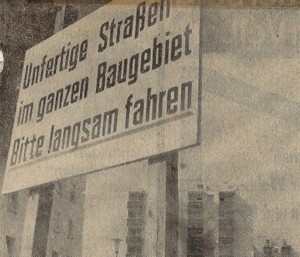 Unfertige Straßen
im ganzen Baugebiet
Bitte langsam fahren